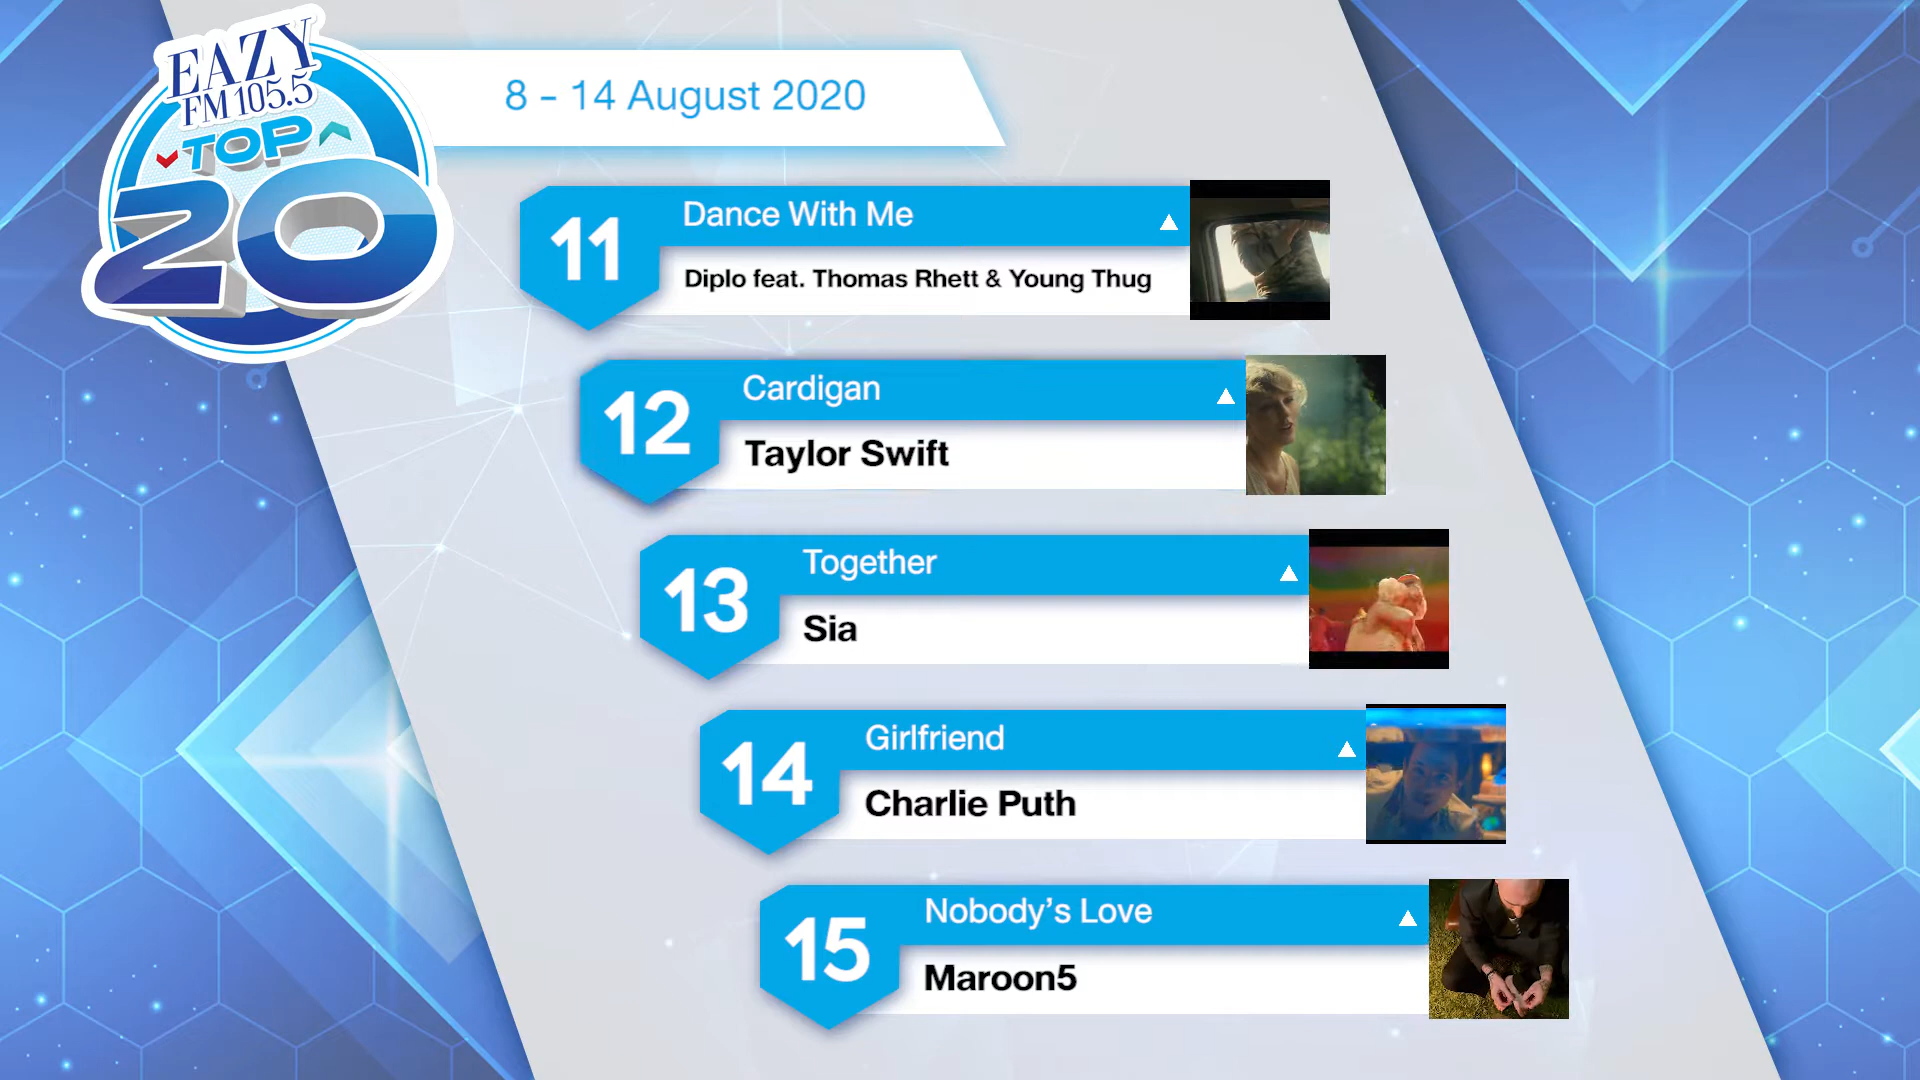 EAZY
FM 105.5
TOP
20
8 - 14 August 2020
11
Dance With Me
Diplo feat. Thomas Rhett & Young Thug
12
Cardigan
Taylor Swift
13
Together
Sia
14
Girlfriend
Charlie Puth
15
Nobody's Love
Maroon5